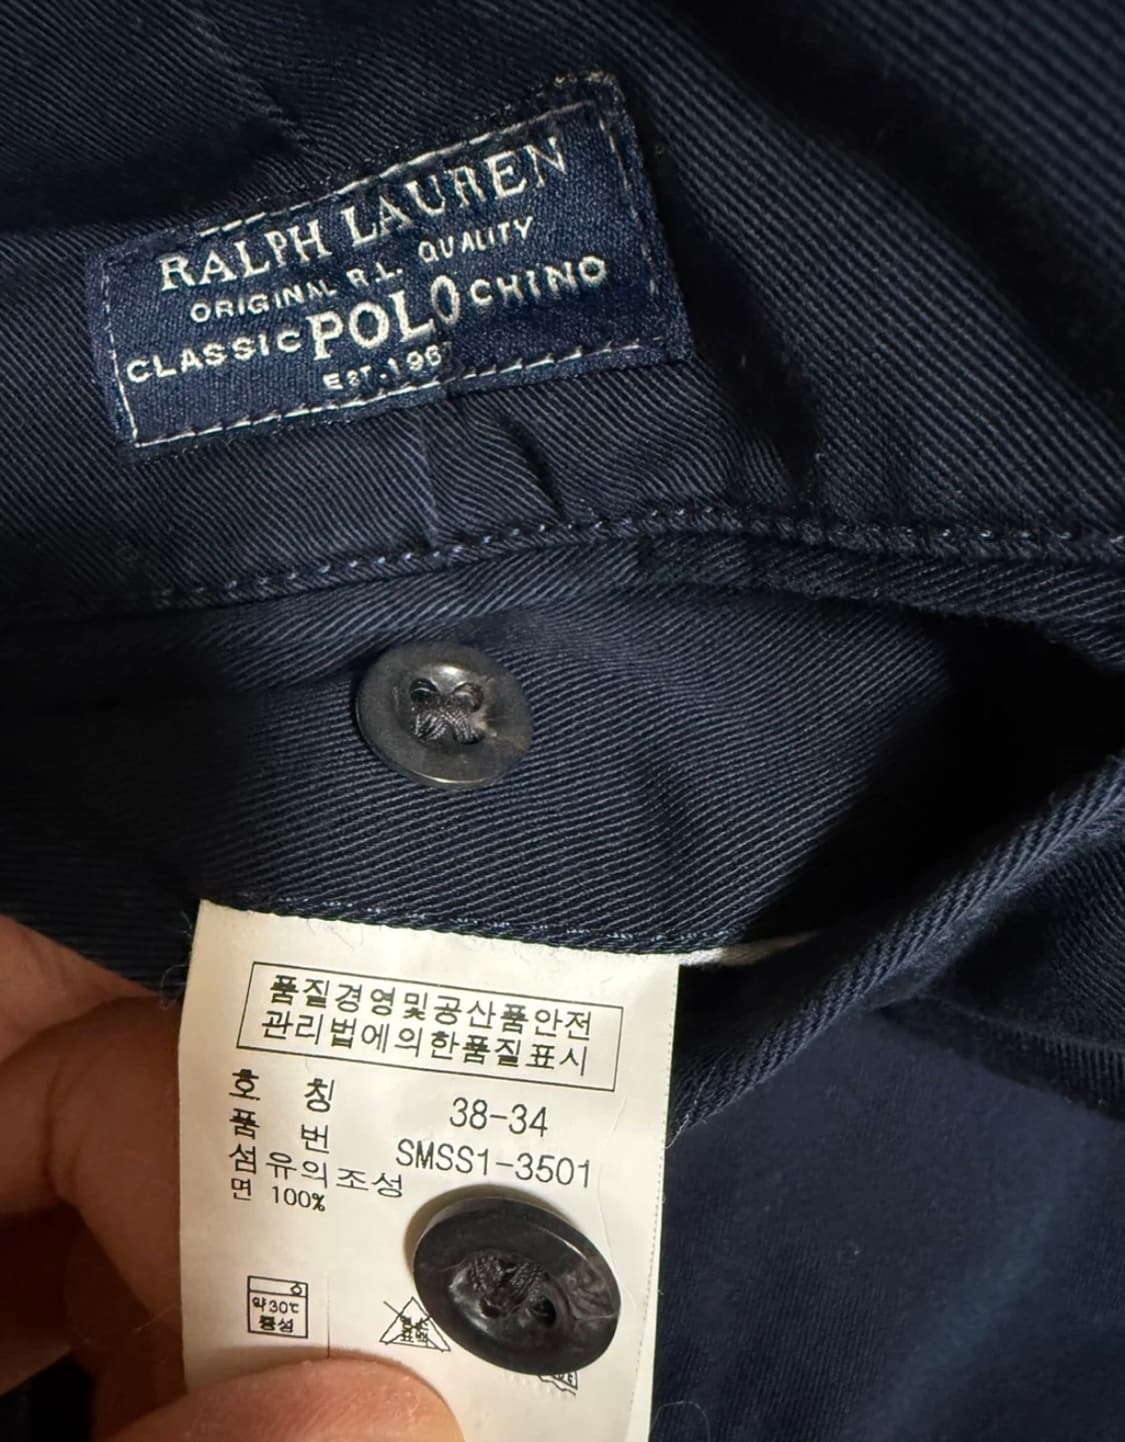 RALPH LAUREN
ORIGINAL R.L. QUALITY
CLASSIC POLO CHINO
EST. 1967
품질경영및공산품안전
관리법에의한품질표시
호 칭 38-34
품 번 SMSS1-3501
섬유의조성
면 100%
약30℃
중성